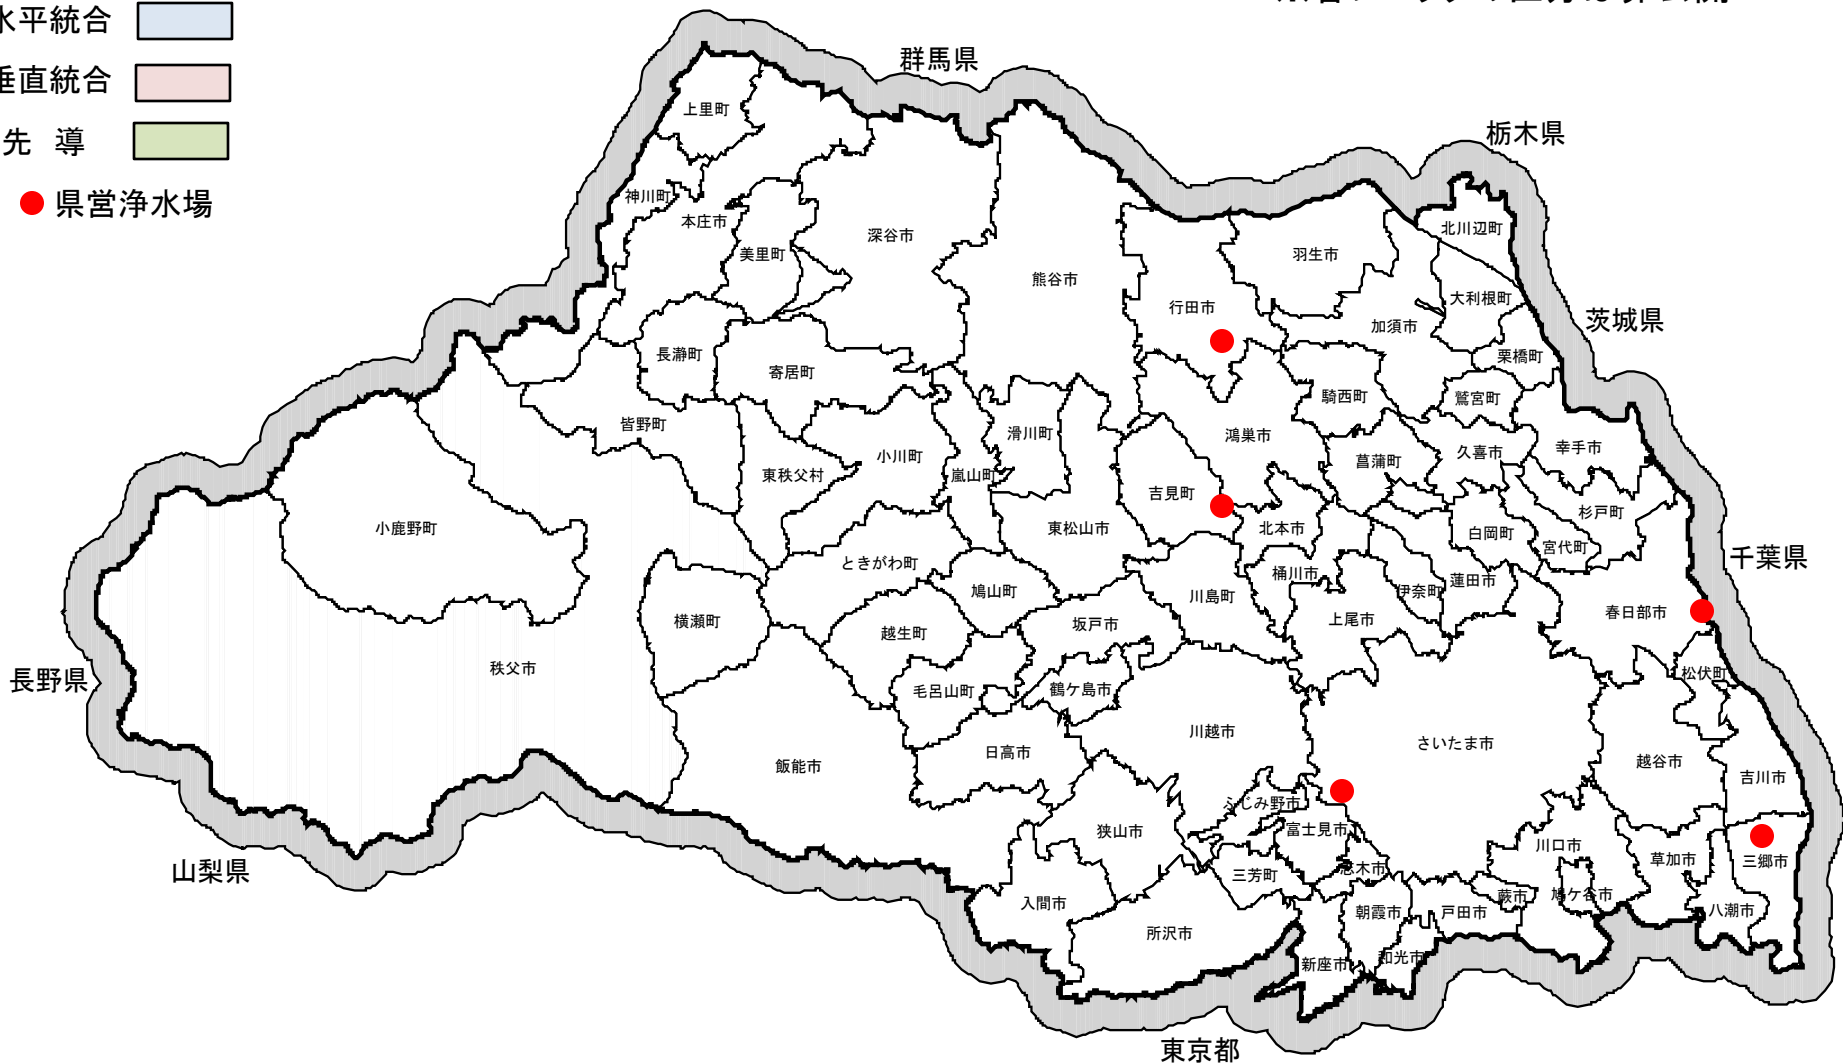 水平統合
垂直統合
先 導
県営浄水場
群馬県
栃木県
茨城県
千葉県
東京都
山梨県
長野県
上里町
神川町
本庄市
美里町
深谷市
熊谷市
行田市
羽生市
北川辺町
大利根町
加須市
栗橋町
長瀞町
寄居町
皆野町
東秩父村
小川町
嵐山町
滑川町
東松山市
吉見町
鴻巣市
騎西町
鷲宮町
久喜市
幸手市
菖蒲町
杉戸町
白岡町
宮代町
北本市
桶川市
伊奈町
蓮田市
春日部市
小鹿野町
秩父市
横瀬町
ときがわ町
鳩山町
越生町
毛呂山町
坂戸市
鶴ケ島市
川島町
上尾市
松伏町
飯能市
日高市
川越市
さいたま市
越谷市
吉川市
狭山市
ふじみ野市
富士見市
三芳町
志木市
川口市
草加市
三郷市
入間市
所沢市
新座市
朝霞市
和光市
戸田市
蕨市
鳩ケ谷市
八潮市